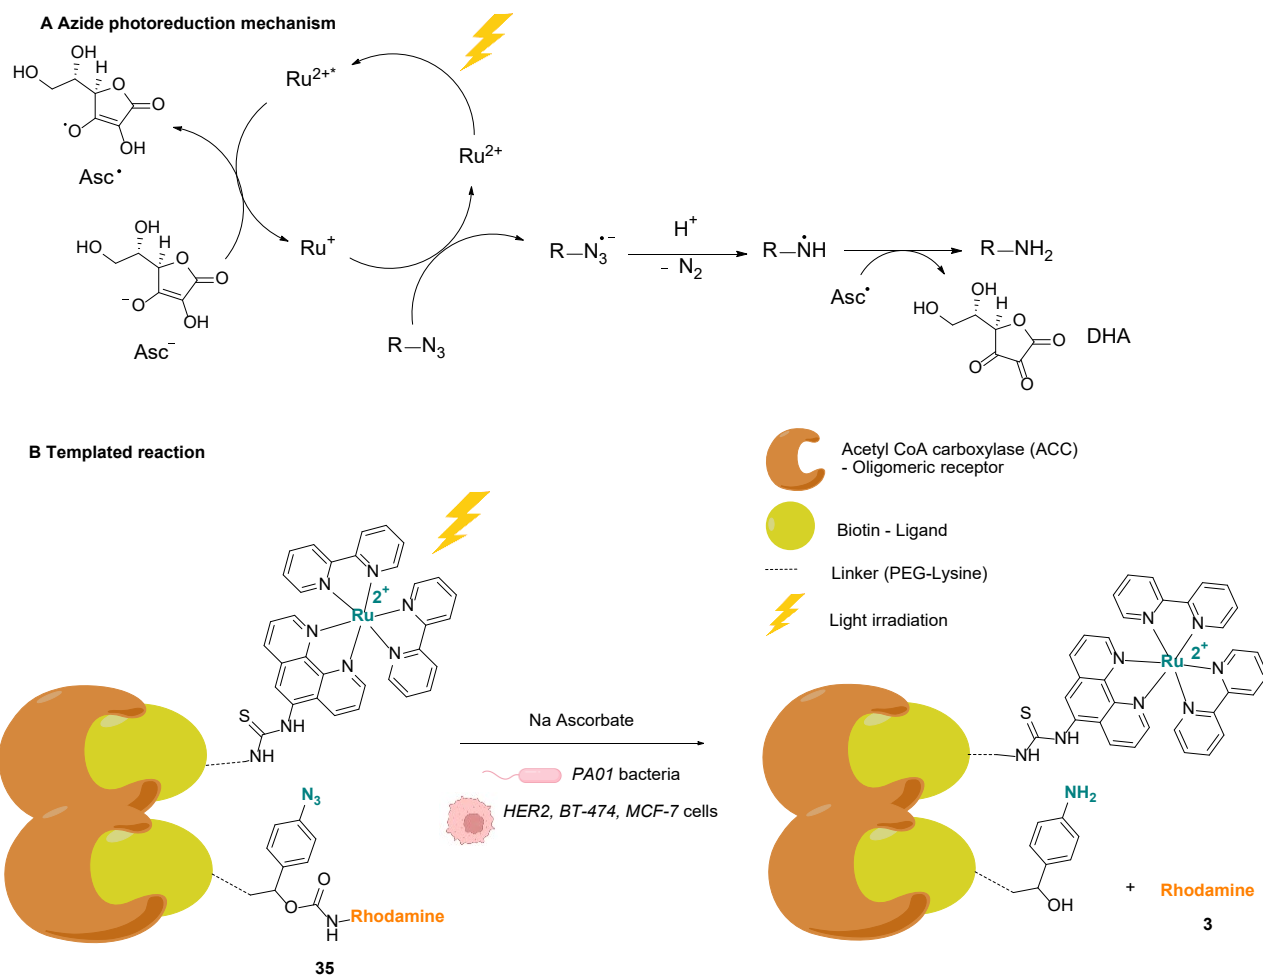 A Azide photoreduction mechanism
OH
HO
H
O
O
•O
OH
Asc•
Ru2+*
Ru2+
OH
HO
H
O
O
−O
OH
Asc−
Ru+
R–N3
R–N3•−
H+
− N2
R–ṄH
Asc•
R–NH2
OH
HO
H
O
O
O
O
DHA
B Templated reaction
Acetyl CoA carboxylase (ACC)
- Oligomeric receptor
Biotin - Ligand
Linker (PEG-Lysine)
Light irradiation
N
N
2+
Ru
N
N
N
N
S
NH
NH
N3
O
O
N
H
Rhodamine
35
Na Ascorbate
PA01 bacteria
HER2, BT-474, MCF-7 cells
N
N
2+
Ru
N
N
N
N
S
NH
NH
NH2
OH
+
Rhodamine
3